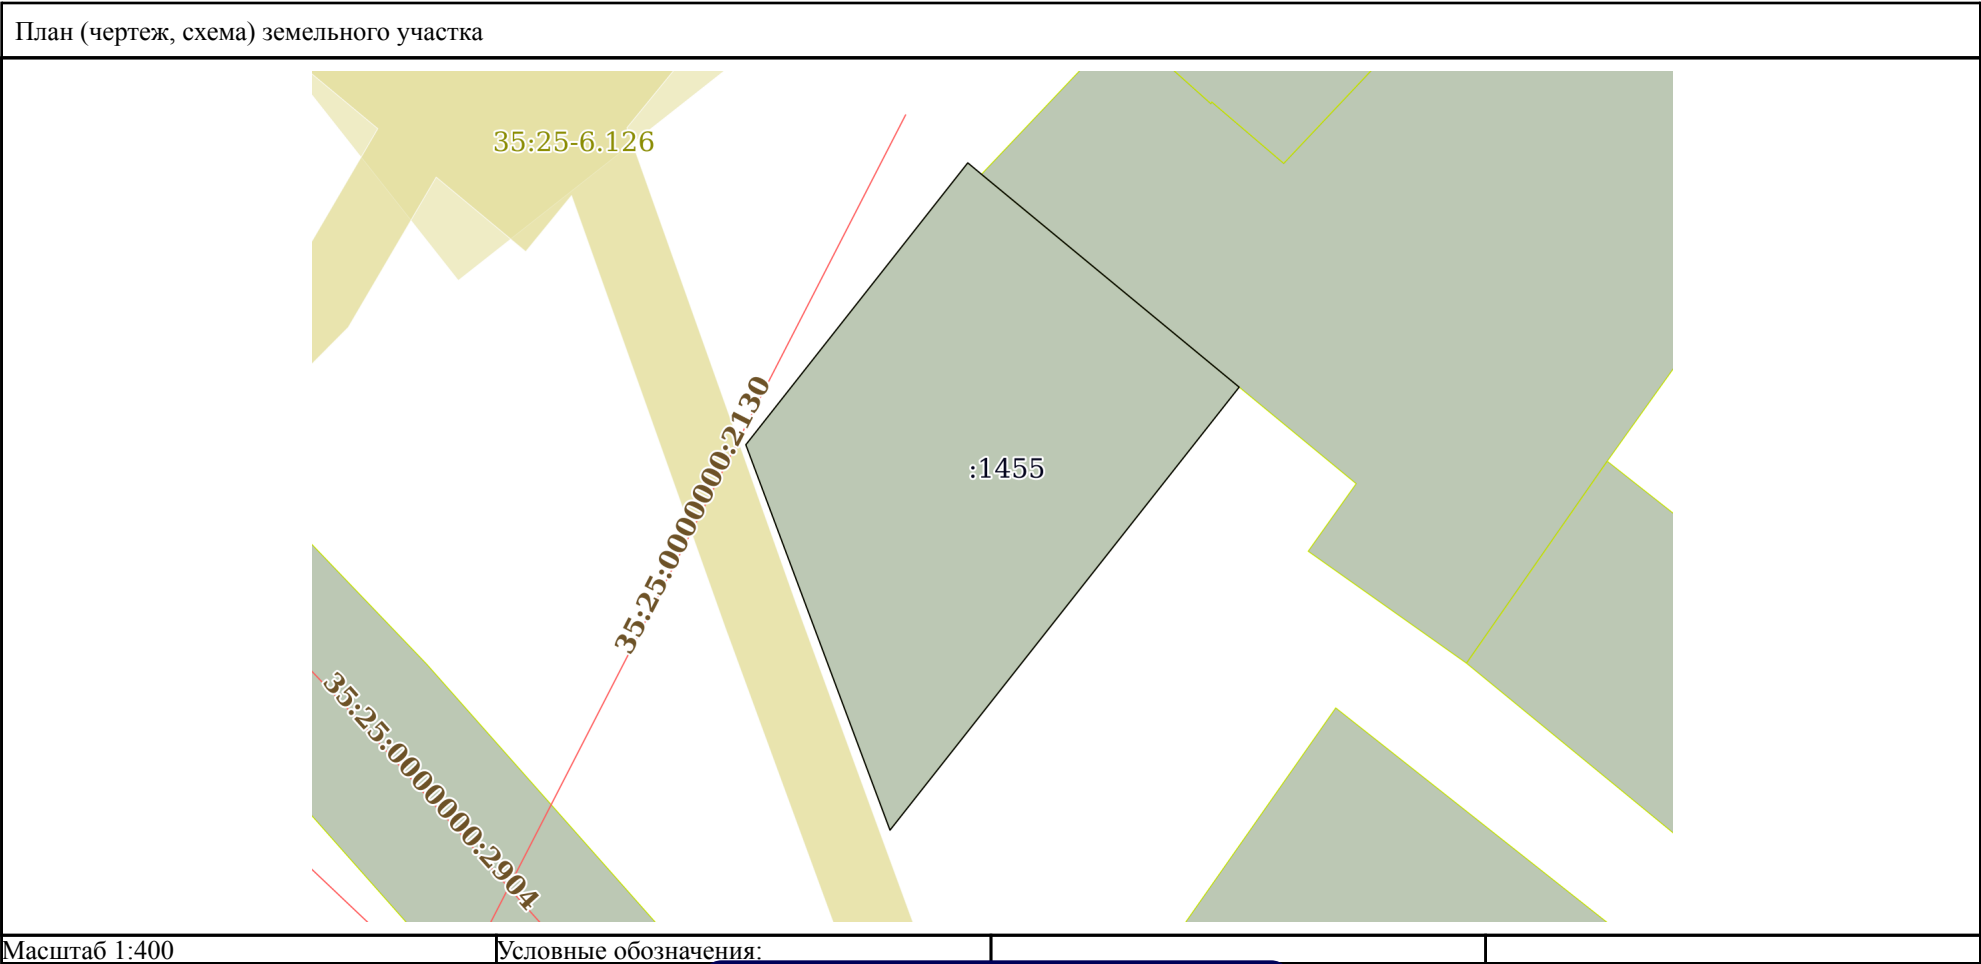 План (чертеж, схема) земельного участка
35:25-6.126
35:25:0000000:2130
:1455
35:25:0000000:2904
Масштаб 1:400
Условные обозначения: